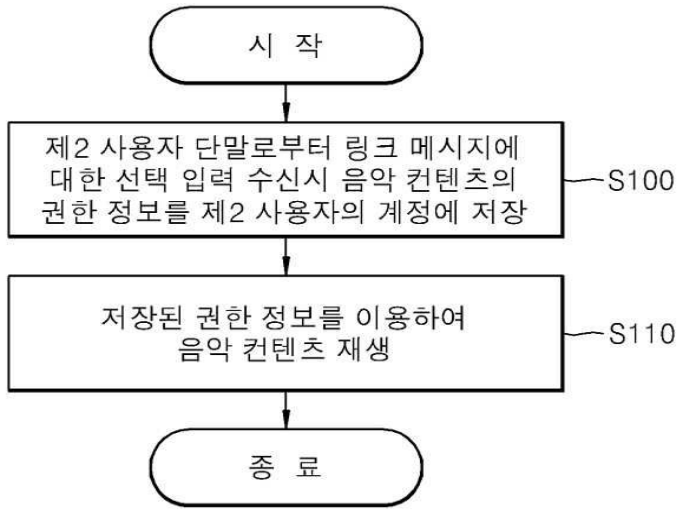 시 작
제2 사용자 단말로부터 링크 메시지에
대한 선택 입력 수신시 음악 컨텐츠의
권한 정보를 제2 사용자의 계정에 저장
S100
저장된 권한 정보를 이용하여
음악 컨텐츠 재생
S110
종 료